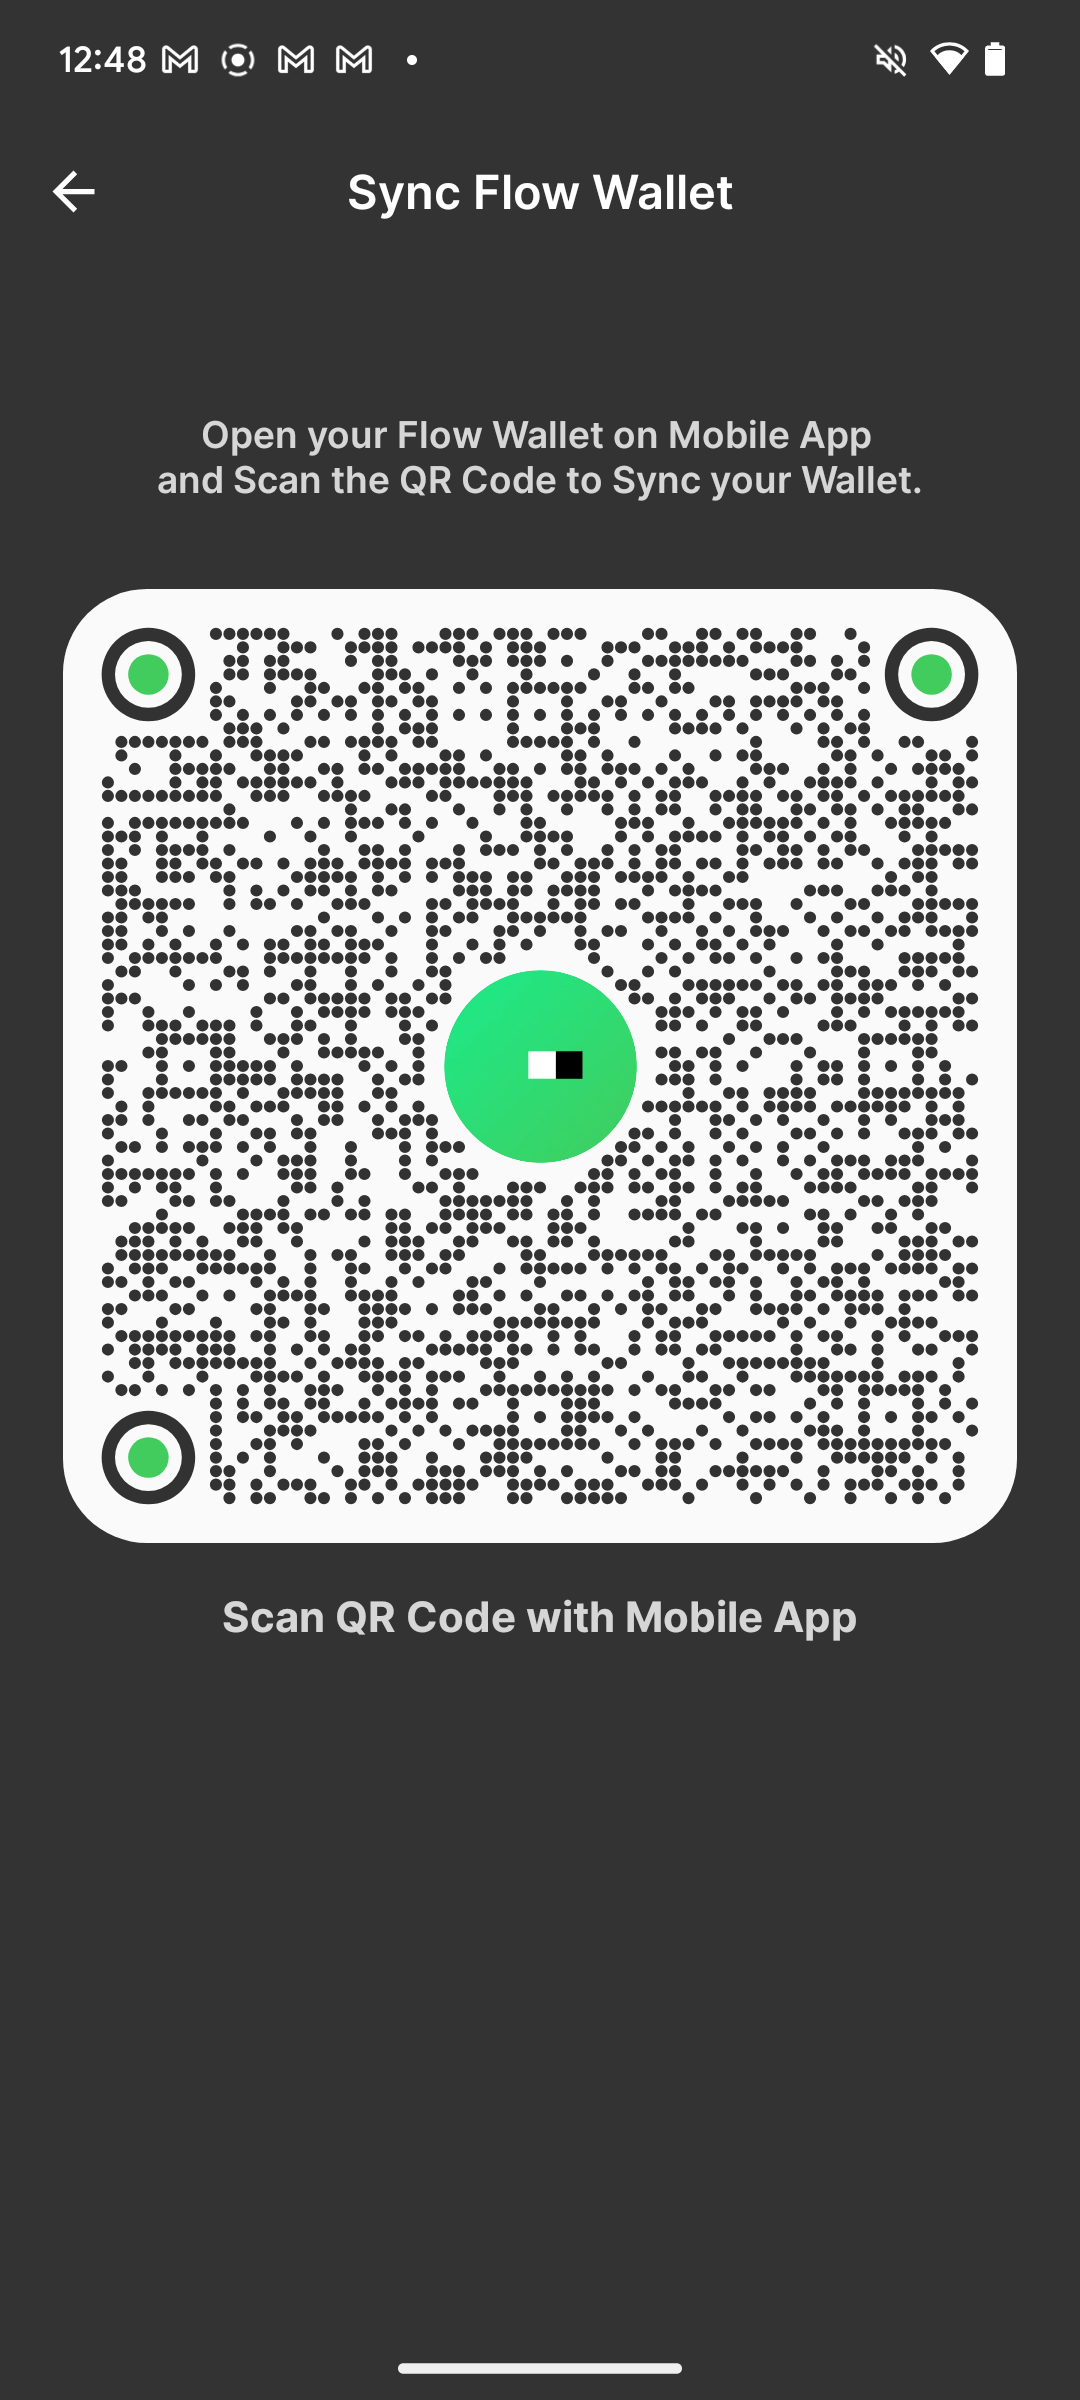 12:48
Sync Flow Wallet
Open your Flow Wallet on Mobile App
and Scan the QR Code to Sync your Wallet.
Scan QR Code with Mobile App